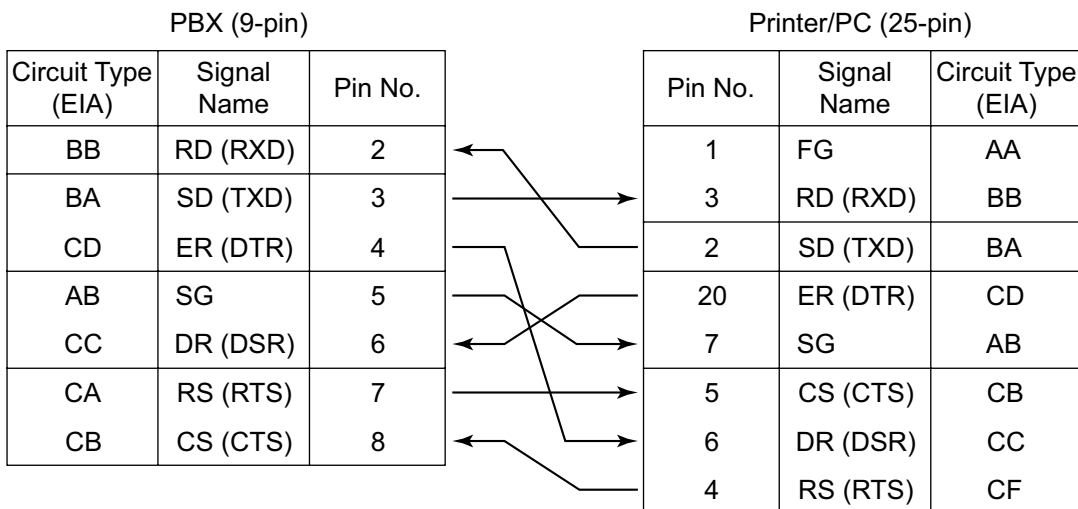 PBX (9-pin)
Circuit Type (EIA) Signal Name Pin No.
BB RD (RXD) 2
BA SD (TXD) 3
CD ER (DTR) 4
AB SG 5
CC DR (DSR) 6
CA RS (RTS) 7
CB CS (CTS) 8
Printer/PC (25-pin)
Pin No. Signal Name Circuit Type (EIA)
1 FG AA
3 RD (RXD) BB
2 SD (TXD) BA
20 ER (DTR) CD
7 SG AB
5 CS (CTS) CB
6 DR (DSR) CC
4 RS (RTS) CF